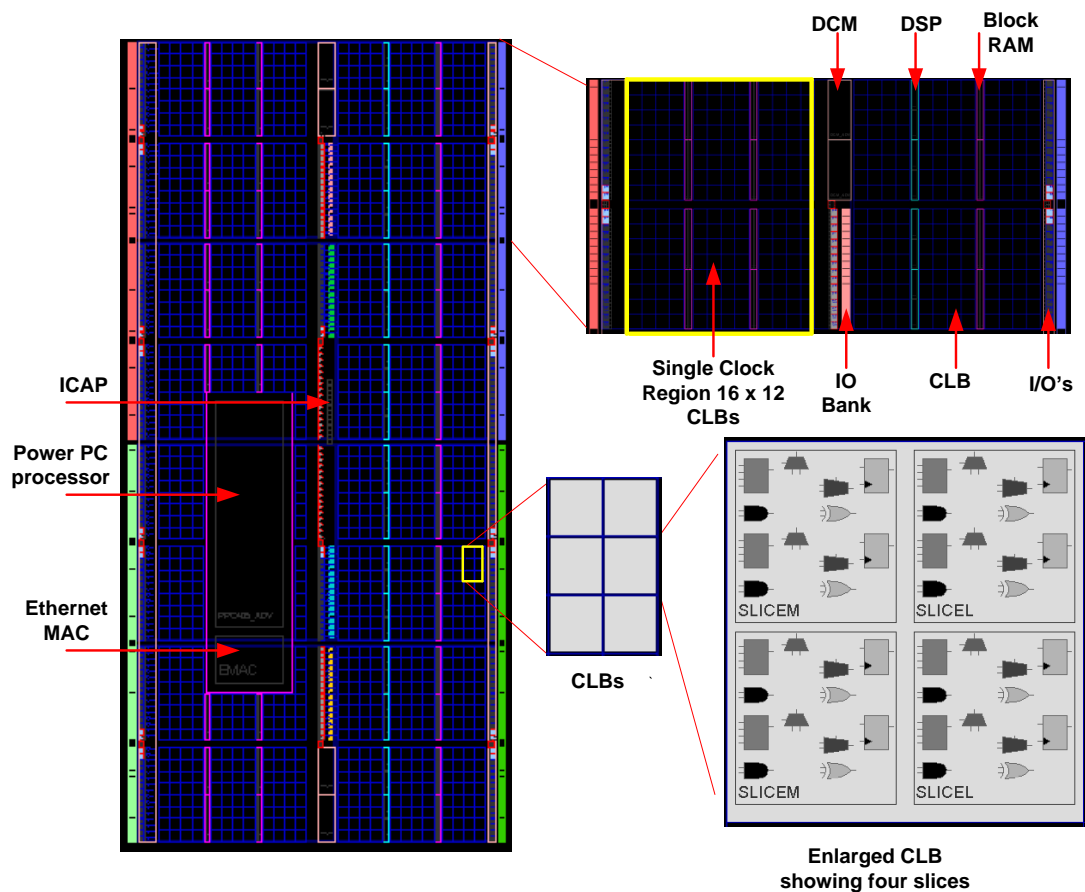 DCM
DSP
Block
RAM
ICAP
Power PC
processor
Ethernet
MAC
EMAC
Single Clock
Region 16 x 12
CLBs
IO
Bank
CLB
I/O's
CLBs
SLICEM
SLICEL
SLICEM
SLICEL
Enlarged CLB
showing four slices